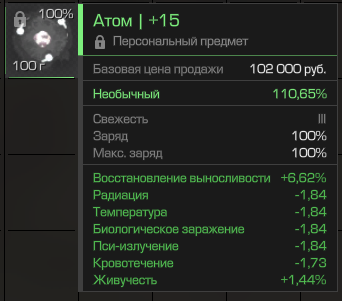 100%
100 г
Атом | +15
Персональный предмет
Базовая цена продажи 102 000 руб.
Необычный 110,65%
Свежесть III
Заряд 100%
Макс. заряд 100%
Восстановление выносливости +6,62%
Радиация -1,84
Температура -1,84
Биологическое заражение -1,84
Пси-излучение -1,84
Кровотечение -1,73
Живучесть +1,44%